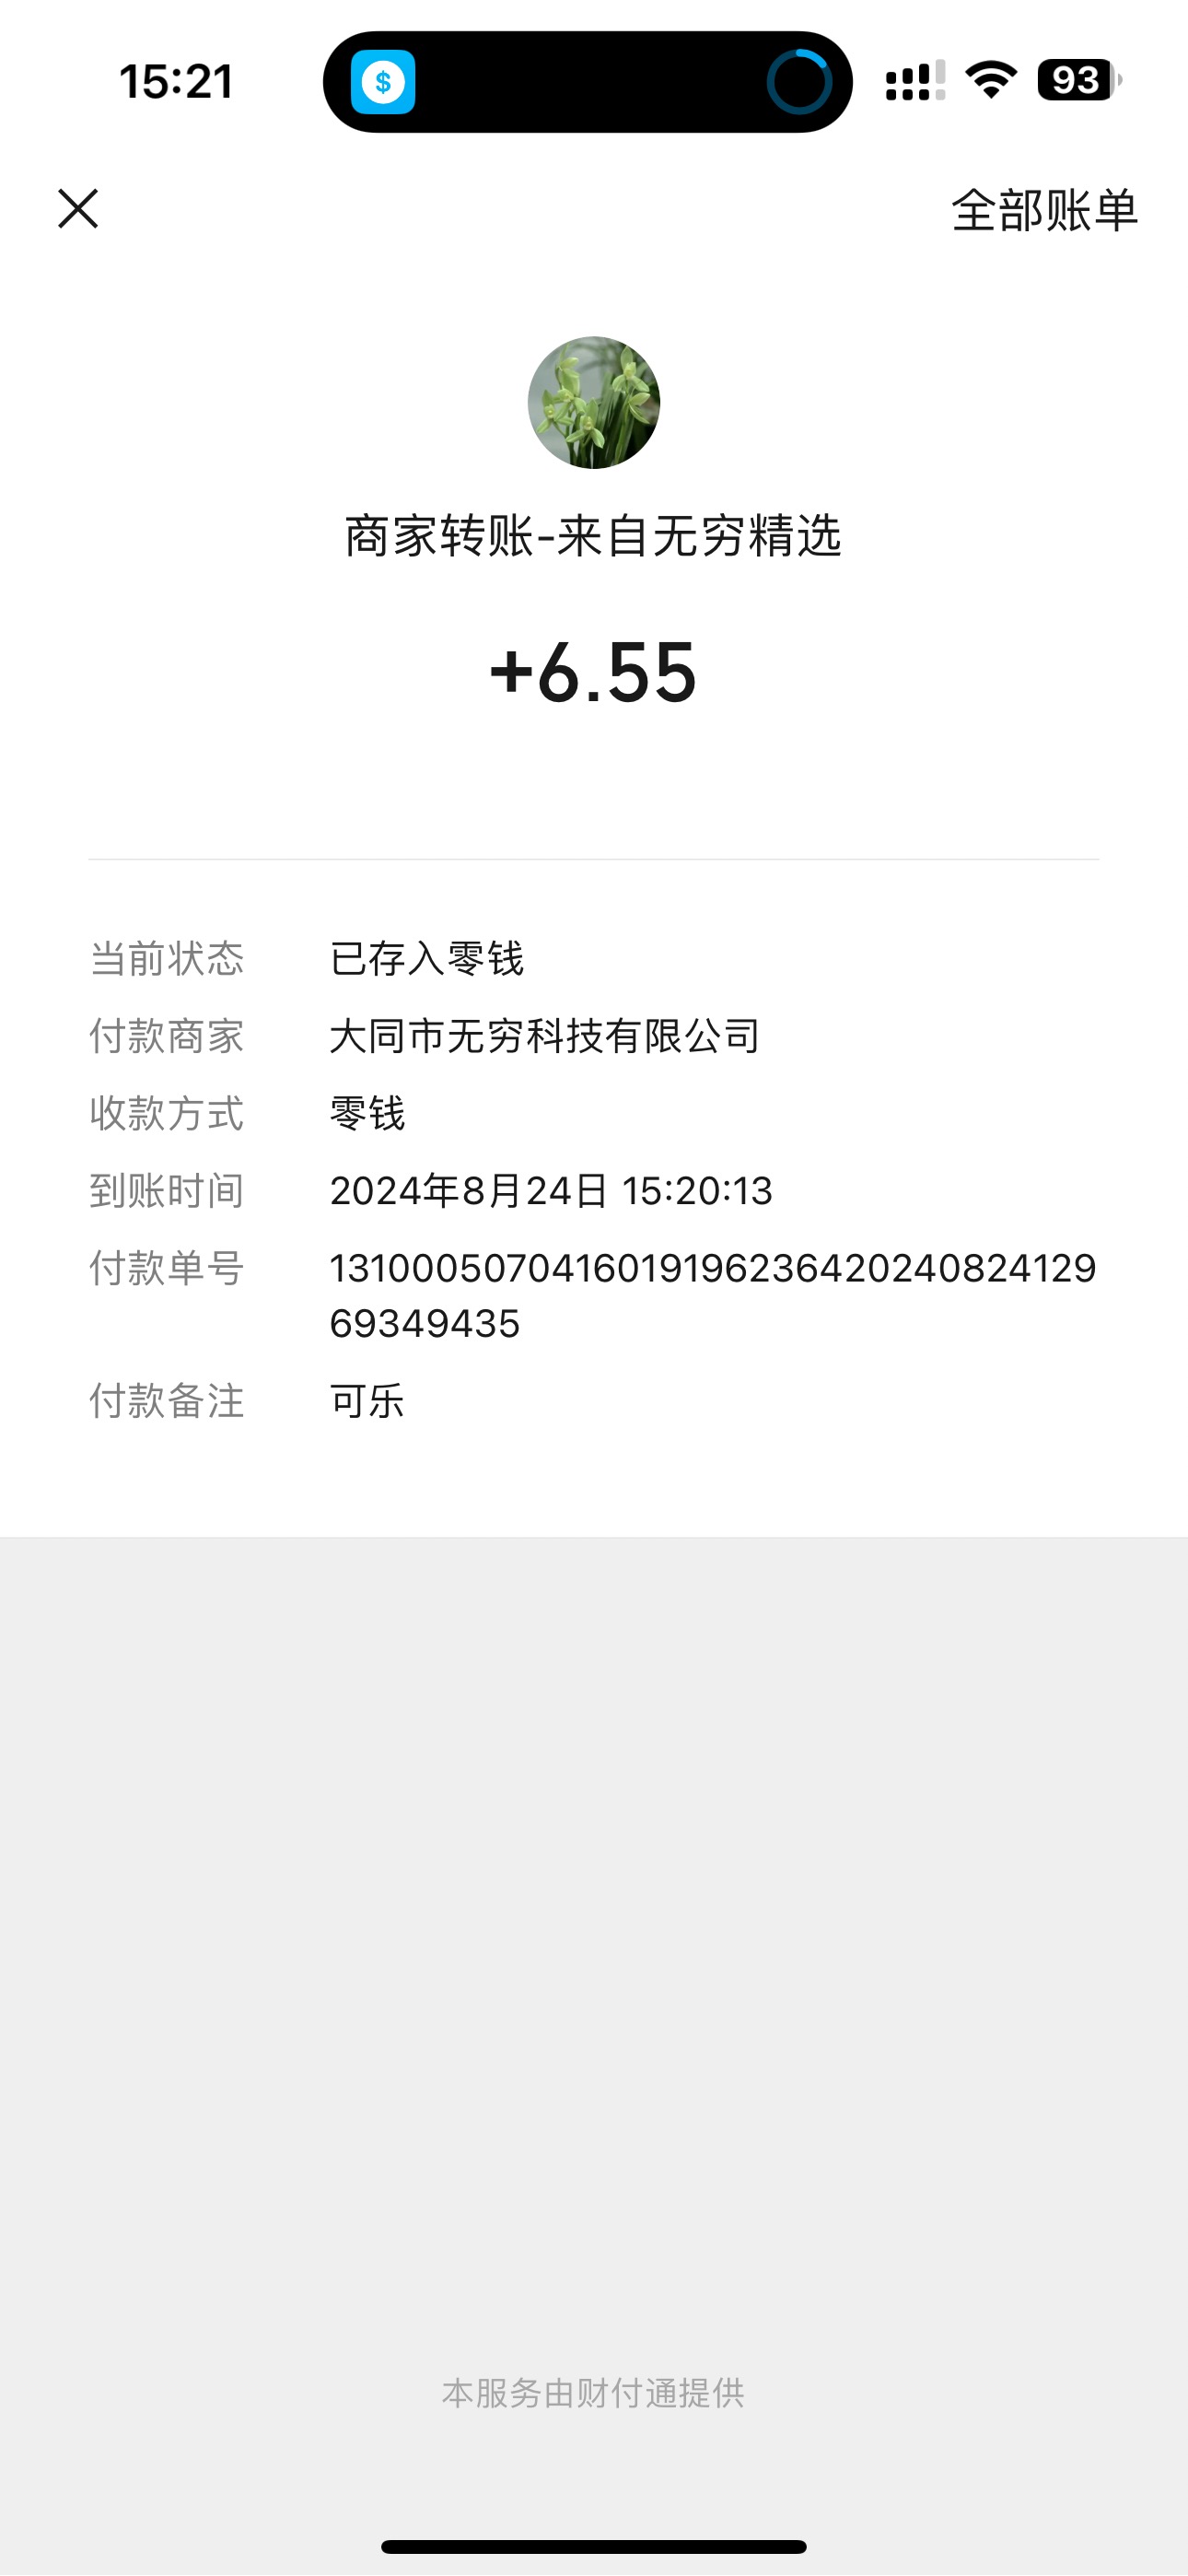 15:21
93
全部账单
商家转账-来自无穷精选
+6.55
当前状态 已存入零钱
付款商家 大同市无穷科技有限公司
收款方式 零钱
到账时间 2024年8月24日 15:20:13
付款单号 1310005070416019196236420240824129
69349435
付款备注 可乐
本服务由财付通提供